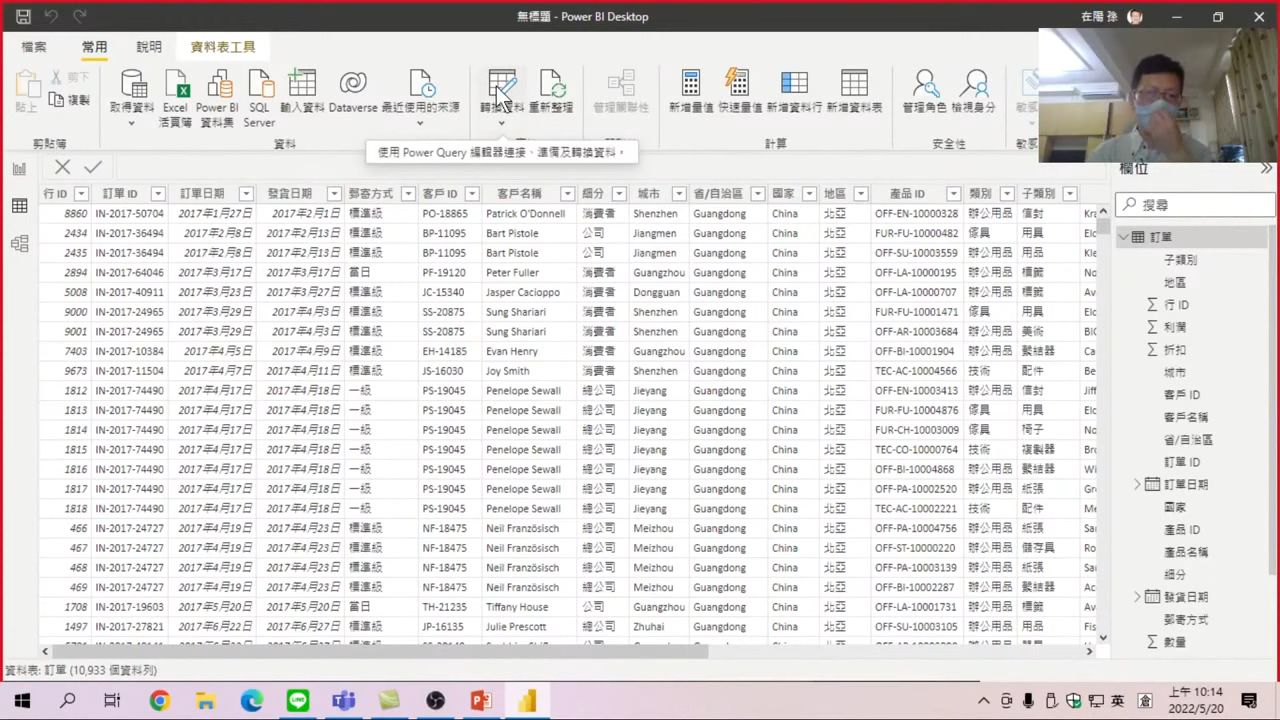 無標題 - Power BI Desktop
在陽 孫
檔案 常用 說明 資料表工具
貼上 剪下 複製
取得資料 Excel 活頁簿 Power BI 資料集 SQL Server 輸入資料 Dataverse 最近使用的來源
轉換資料 重新整理
管理關聯性
新增量值 快速量值 新增資料行 新增資料表
管理角色 檢視身分
剪貼簿 資料 計算 安全性
使用 Power Query 編輯器連接、準備及轉換資料。
欄位
搜尋
行 ID 訂單 ID 訂單日期 發貨日期 郵寄方式 客戶 ID 客戶名稱 細分 城市 省/自治區 國家 地區 產品 ID 類別 子類別
8860 IN-2017-50704 2017年1月27日 2017年2月1日 標準級 PO-18865 Patrick O'Donnell 消費者 Shenzhen Guangdong China 北亞 OFF-EN-10000328 辦公用品 信封 Kra
2434 IN-2017-36494 2017年2月8日 2017年2月13日 標準級 BP-11095 Bart Pistole 公司 Jiangmen Guangdong China 北亞 FUR-FU-10000482 傢具 用具
2435 IN-2017-36494 2017年2月8日 2017年2月13日 標準級 BP-11095 Bart Pistole 公司 Jiangmen Guangdong China 北亞 OFF-SU-10003559 辦公用品 用品 Kle
2894 IN-2017-64046 2017年3月17日 2017年3月17日 當日 PF-19120 Peter Fuller 消費者 Guangzhou Guangdong China 北亞 OFF-LA-10000195 辦公用品 標籤 No
5008 IN-2017-40911 2017年3月23日 2017年3月27日 標準級 JC-15340 Jasper Cacioppo 消費者 Dongguan Guangdong China 北亞 OFF-LA-10000707 辦公用品 標籤 Av
9000 IN-2017-24965 2017年3月29日 2017年4月3日 標準級 SS-20875 Sung Shariari 消費者 Shenzhen Guangdong China 北亞 FUR-FU-10001471 傢具 用具 Eld
9001 IN-2017-24965 2017年3月29日 2017年4月3日 標準級 SS-20875 Sung Shariari 消費者 Shenzhen Guangdong China 北亞 OFF-AR-10003684 辦公用品 美術 BIC
7403 IN-2017-10384 2017年4月5日 2017年4月9日 標準級 EH-14185 Evan Henry 消費者 Guangzhou Guangdong China 北亞 OFF-BI-10001904 辦公用品 繫結器 Ca
9673 IN-2017-11504 2017年4月7日 2017年4月11日 標準級 JS-16030 Joy Smith 消費者 Shenzhen Guangdong China 北亞 TEC-AC-10004566 技術 配件 Be
1812 IN-2017-74490 2017年4月17日 2017年4月18日 一級 PS-19045 Penelope Sewall 總公司 Jieyang Guangdong China 北亞 OFF-EN-10003413 辦公用品 信封 Jiff
1813 IN-2017-74490 2017年4月17日 2017年4月18日 一級 PS-19045 Penelope Sewall 總公司 Jieyang Guangdong China 北亞 FUR-FU-10004876 傢具 用具 Eld
1814 IN-2017-74490 2017年4月17日 2017年4月18日 一級 PS-19045 Penelope Sewall 總公司 Jieyang Guangdong China 北亞 FUR-CH-10003009 傢具 椅子 No
1815 IN-2017-74490 2017年4月17日 2017年4月18日 一級 PS-19045 Penelope Sewall 總公司 Jieyang Guangdong China 北亞 TEC-CO-10000764 技術 複製器 Bro
1816 IN-2017-74490 2017年4月17日 2017年4月18日 一級 PS-19045 Penelope Sewall 總公司 Jieyang Guangdong China 北亞 OFF-BI-10004868 辦公用品 繫結器 Wi
1817 IN-2017-74490 2017年4月17日 2017年4月18日 一級 PS-19045 Penelope Sewall 總公司 Jieyang Guangdong China 北亞 OFF-PA-10002520 辦公用品 紙張 Gr
1818 IN-2017-74490 2017年4月17日 2017年4月18日 一級 PS-19045 Penelope Sewall 總公司 Jieyang Guangdong China 北亞 TEC-AC-10002221 技術 配件 Me
466 IN-2017-24727 2017年4月19日 2017年4月23日 標準級 NF-18475 Neil Französisch 總公司 Meizhou Guangdong China 北亞 OFF-PA-10004756 辦公用品 紙張 Sar
467 IN-2017-24727 2017年4月19日 2017年4月23日 標準級 NF-18475 Neil Französisch 總公司 Meizhou Guangdong China 北亞 OFF-ST-10000220 辦公用品 儲存具 Ro
468 IN-2017-24727 2017年4月19日 2017年4月23日 標準級 NF-18475 Neil Französisch 總公司 Meizhou Guangdong China 北亞 OFF-PA-10003139 辦公用品 紙張 Sar
469 IN-2017-24727 2017年4月19日 2017年4月23日 標準級 NF-18475 Neil Französisch 總公司 Meizhou Guangdong China 北亞 OFF-BI-10002287 辦公用品 繫結器 Av
1708 IN-2017-19603 2017年5月20日 2017年5月20日 當日 TH-21235 Tiffany House 公司 Guangzhou Guangdong China 北亞 OFF-LA-10001731 辦公用品 標籤 Av
1497 IN-2017-27821 2017年6月22日 2017年6月27日 標準級 JP-16135 Julie Prescott 公司 Zhuhai Guangdong China 北亞 OFF-SU-10003105 辦公用品 用品 Fis
訂單
子類別
地區
行 ID
利潤
折扣
城市
客戶 ID
客戶名稱
省/自治區
訂單 ID
訂單日期
國家
產品 ID
產品名稱
細分
發貨日期
郵寄方式
數量
資料表: 訂單 (10,933 個資料列)
英 上午 10:14
2022/5/20